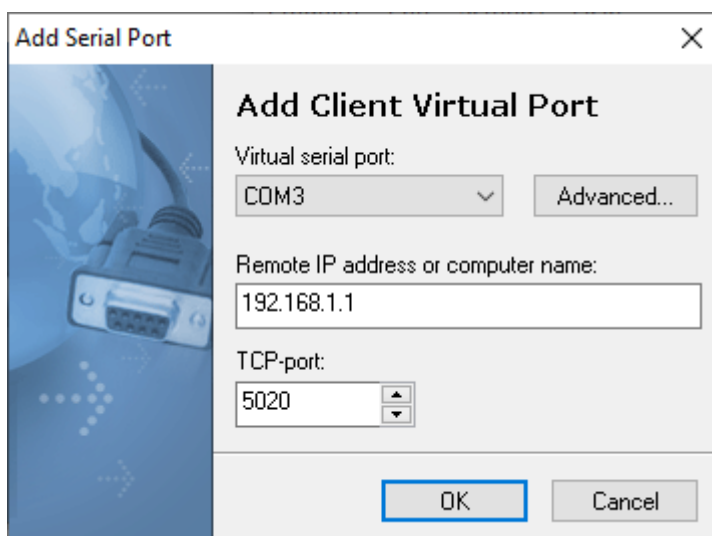 Add Serial Port
Add Client Virtual Port
Virtual serial port:
COM3
Advanced...
Remote IP address or computer name:
192.168.1.1
TCP-port:
5020
OK
Cancel